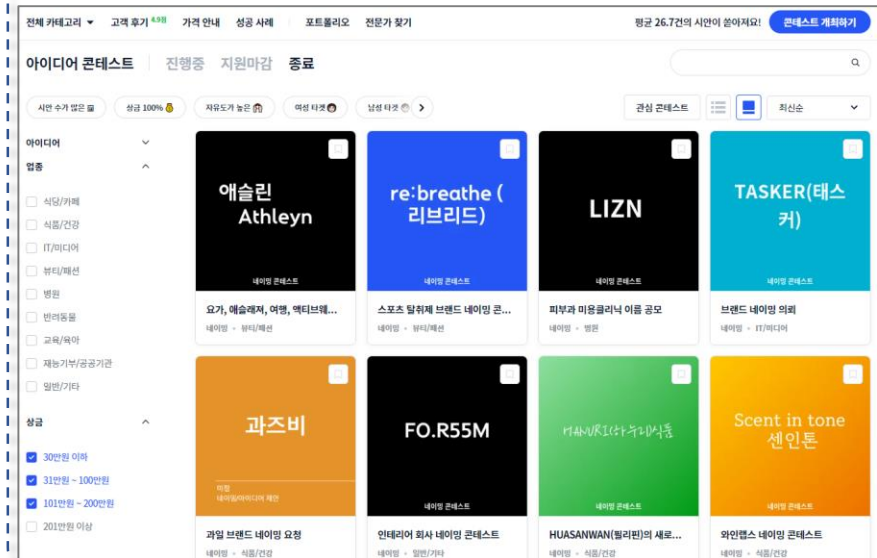 전체 카테고리 고객 후기 4.9점 가격 안내 성공 사례 포트폴리오 전문가 찾기 평균 26.7건의 시안이 쏟아져요! 콘테스트 개최하기
아이디어 콘테스트 진행중 지원마감 종료
시안 수가 많은 상금 100% 자유도가 높은 여성 타겟 남성 타겟 관심 콘테스트 최신순
아이디어
업종
식당/카페
식품/건강
IT/미디어
뷰티/패션
병원
반려동물
교육/육아
재능기부/공공기관
일반/기타
상금
30만원 이하
31만원 ~ 100만원
101만원 ~ 200만원
201만원 이상
애슬린
Athleyn
네이밍 콘테스트
요가, 애슬래저, 여행, 액티브웨...
네이밍 • 뷰티/패션
re:breathe (
리브리드)
네이밍 콘테스트
스포츠 탈취제 브랜드 네이밍 콘...
네이밍 • 뷰티/패션
LIZN
네이밍 콘테스트
피부과 미용클리닉 이름 공모
네이밍 • 병원
TASKER(태스
커)
네이밍 콘테스트
브랜드 네이밍 의뢰
네이밍 • IT/미디어
과즈비
네이밍/아이디어 제안
과일 브랜드 네이밍 요청
네이밍 • 식품/건강
FO.R55M
네이밍 콘테스트
인테리어 회사 네이밍 콘테스트
네이밍 • 일반/기타
HANURI(하누리)식품
네이밍 콘테스트
HUASANWAN(필리핀)의 새로...
네이밍 • 식품/건강
Scent in tone
센인톤
네이밍 콘테스트
와인랩스 네이밍 콘테스트
네이밍 • 식품/건강